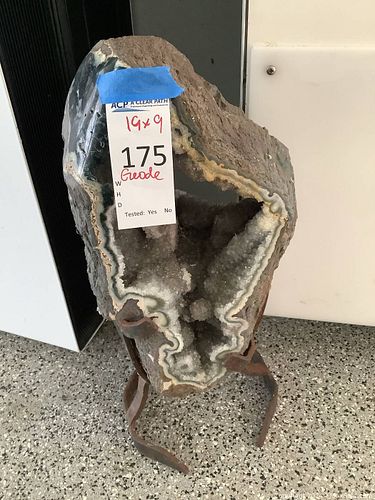 ACP A CLEAR PATH
19x9
175
Geode
W
H
D
Tested: Yes No